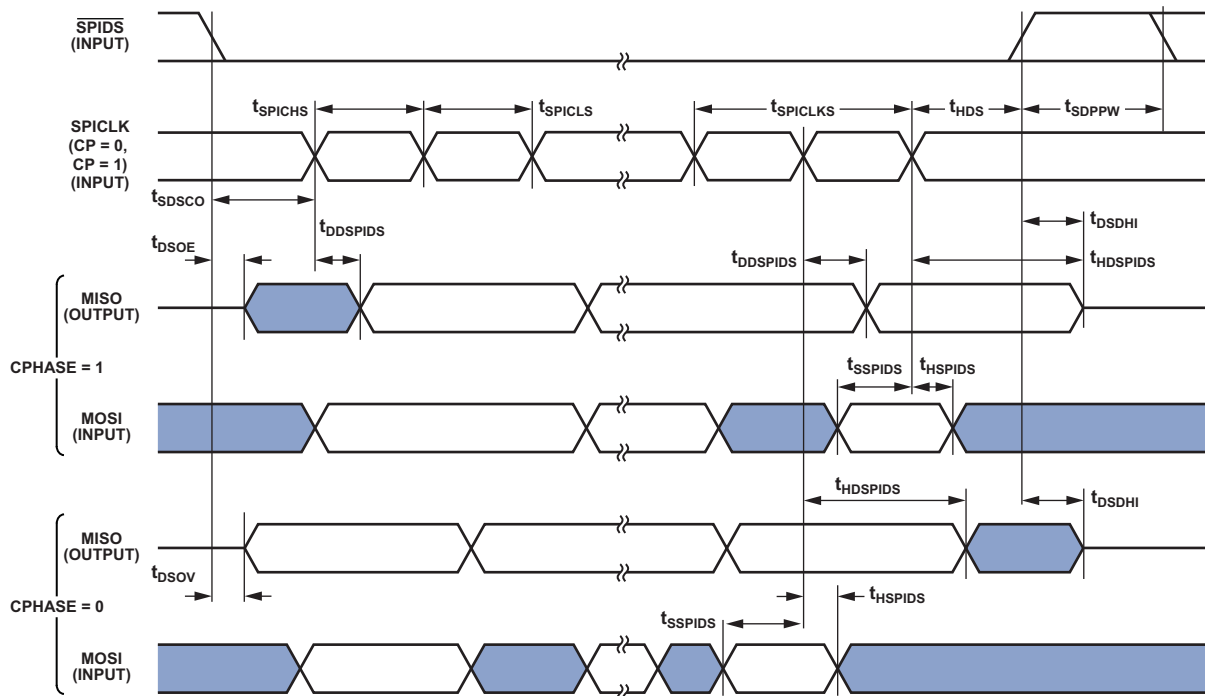 SPIDS
(INPUT)
tSPICHS
tSPICLS
tSPICLKS
tHDS
tSDPPW
SPICLK
(CP = 0,
CP = 1)
(INPUT)
tSDSCO
tDSOE
tDDSPIDS
tDDSPIDS
tDSDHI
tHDSPIDS
MISO
(OUTPUT)
CPHASE = 1
tSSPIDS
tHSPIDS
MOSI
(INPUT)
tHDSPIDS
tDSDHI
MISO
(OUTPUT)
tDSOV
CPHASE = 0
tHSPIDS
tSSPIDS
MOSI
(INPUT)